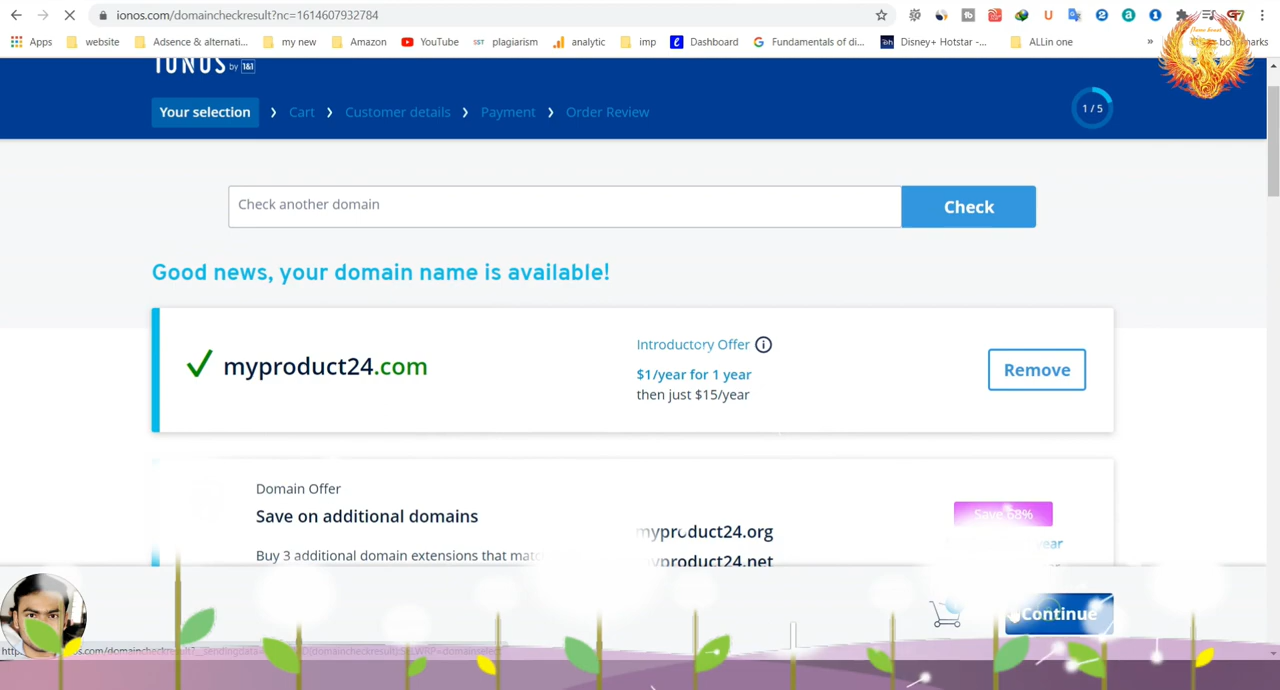 ionos.com/domaincheckresult?nc=1614607932784
Apps website Adsence & alternati... my new Amazon YouTube SST plagiarism analytic imp Dashboard Fundamentals of di... Disney+ Hotstar -... ALLin one »
IONOS by 1&1
Your selection Cart Customer details Payment Order Review 1 / 5
Check another domain Check
Good news, your domain name is available!
myproduct24.com
Introductory Offer
$1/year for 1 year
then just $15/year
Remove
Domain Offer
Save on additional domains
Buy 3 additional domain extensions that
myproduct24.org
myproduct24.net
Save 68%
Continue